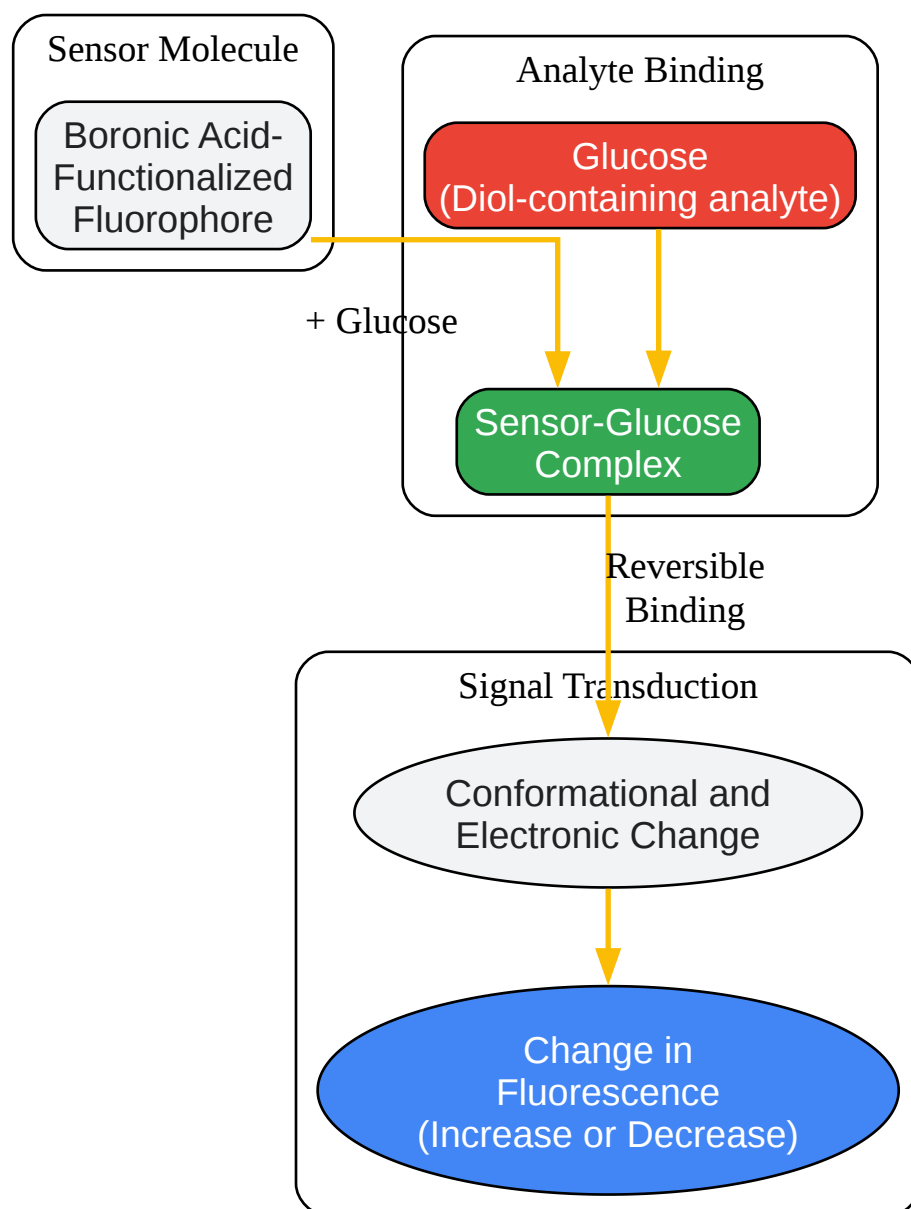 Sensor Molecule
Boronic Acid-
Functionalized
Fluorophore
Analyte Binding
Glucose
(Diol-containing analyte)
+ Glucose
Sensor-Glucose
Complex
Reversible
Binding
Signal Transduction
Conformational and
Electronic Change
Change in
Fluorescence
(Increase or Decrease)